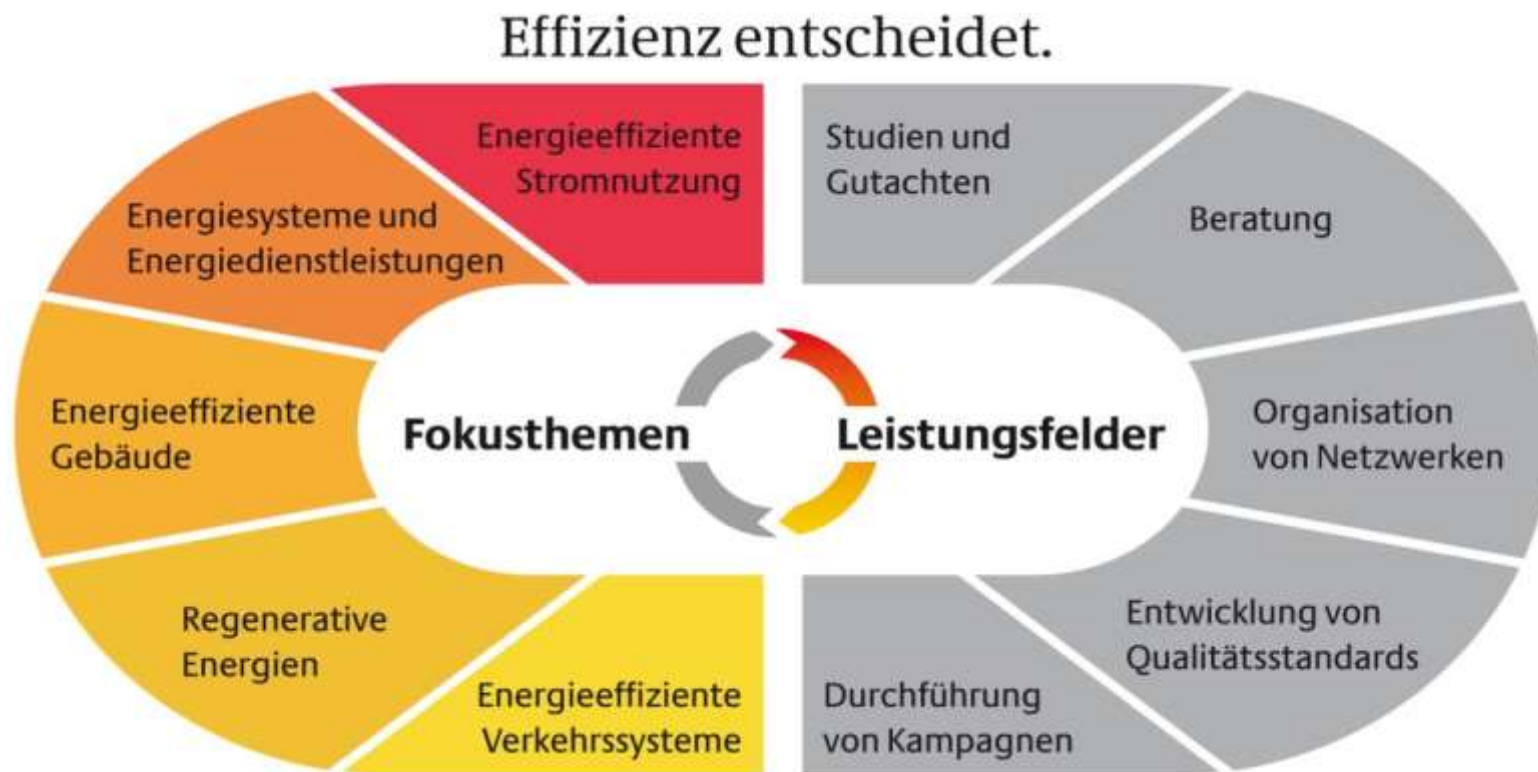 Effizienz entscheidet.
Energieeffiziente
Stromnutzung
Energiesysteme und
Energiedienstleistungen
Energieeffiziente
Gebäude
Regenerative
Energien
Energieeffiziente
Verkehrssysteme
Fokusthemen
Leistungsfelder
Studien und
Gutachten
Beratung
Organisation
von Netzwerken
Entwicklung von
Qualitätsstandards
Durchführung
von Kampagnen